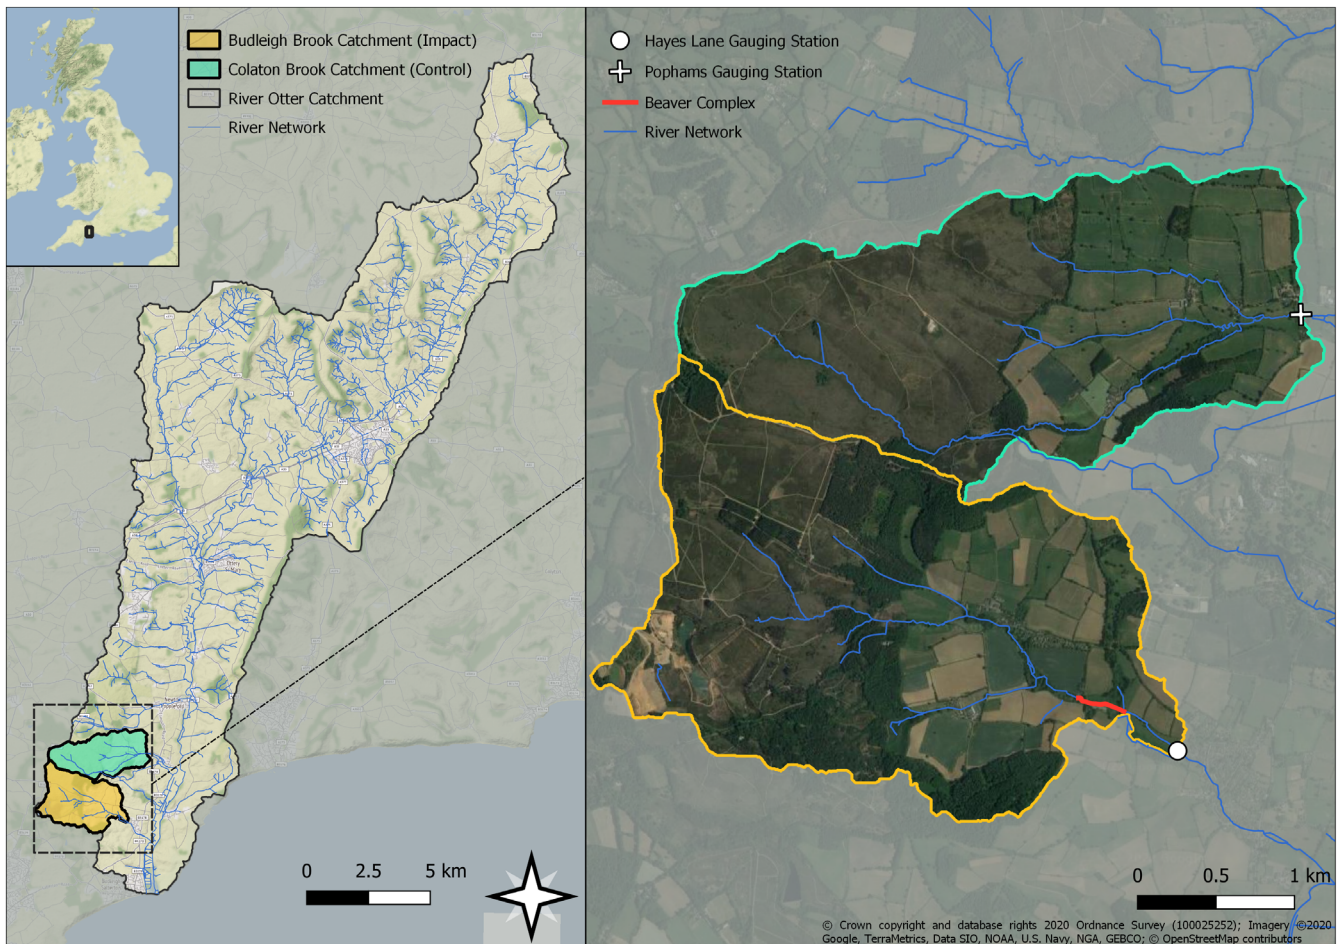 Budleigh Brook Catchment (Impact)
Colaton Brook Catchment (Control)
River Otter Catchment
River Network
0 2.5 5 km
Hayes Lane Gauging Station
Pophams Gauging Station
Beaver Complex
River Network
0 0.5 1 km
© Crown copyright and database rights 2020 Ordnance Survey (100025252); Imagery ©2020
Google, TerraMetrics, Data SIO, NOAA, U.S. Navy, NGA, GEBCO; © OpenStreetMap contributors